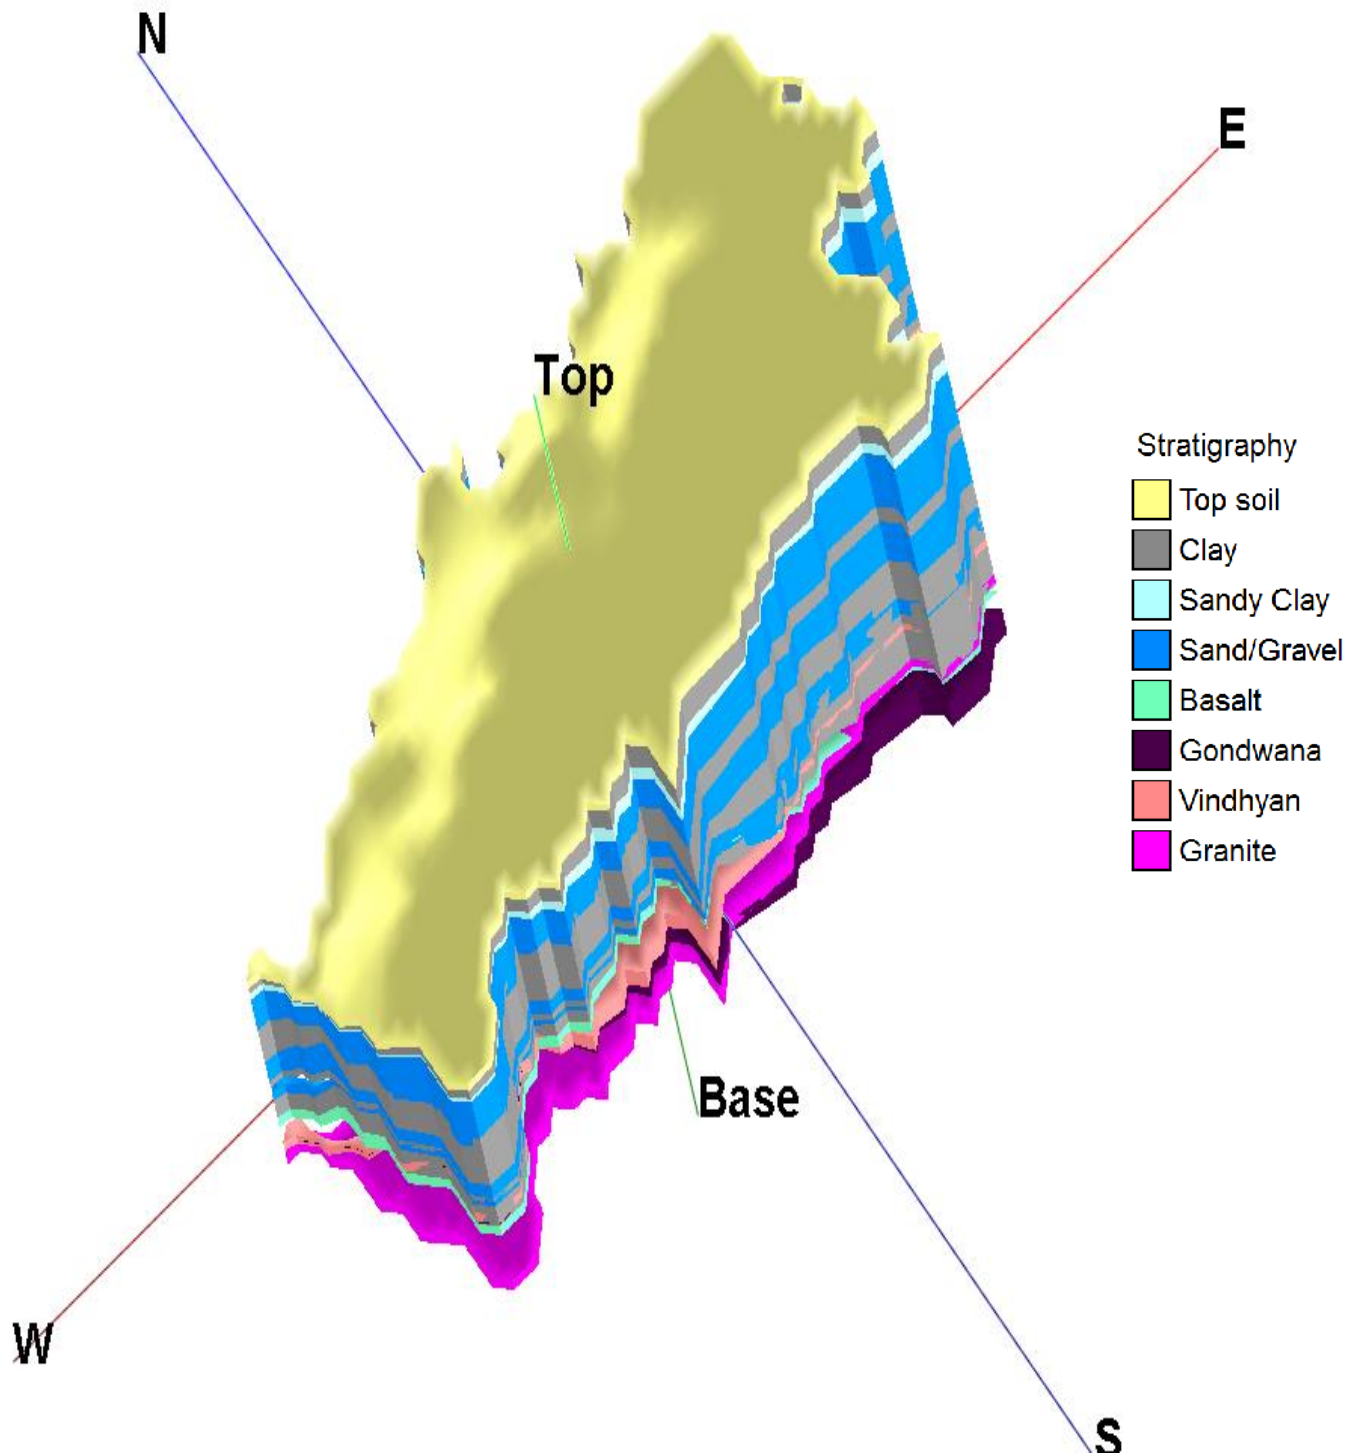 N
E
Top
Stratigraphy
Top soil
Clay
Sandy Clay
Sand/Gravel
Basalt
Gondwana
Vindhyan
Granite
Base
W
S